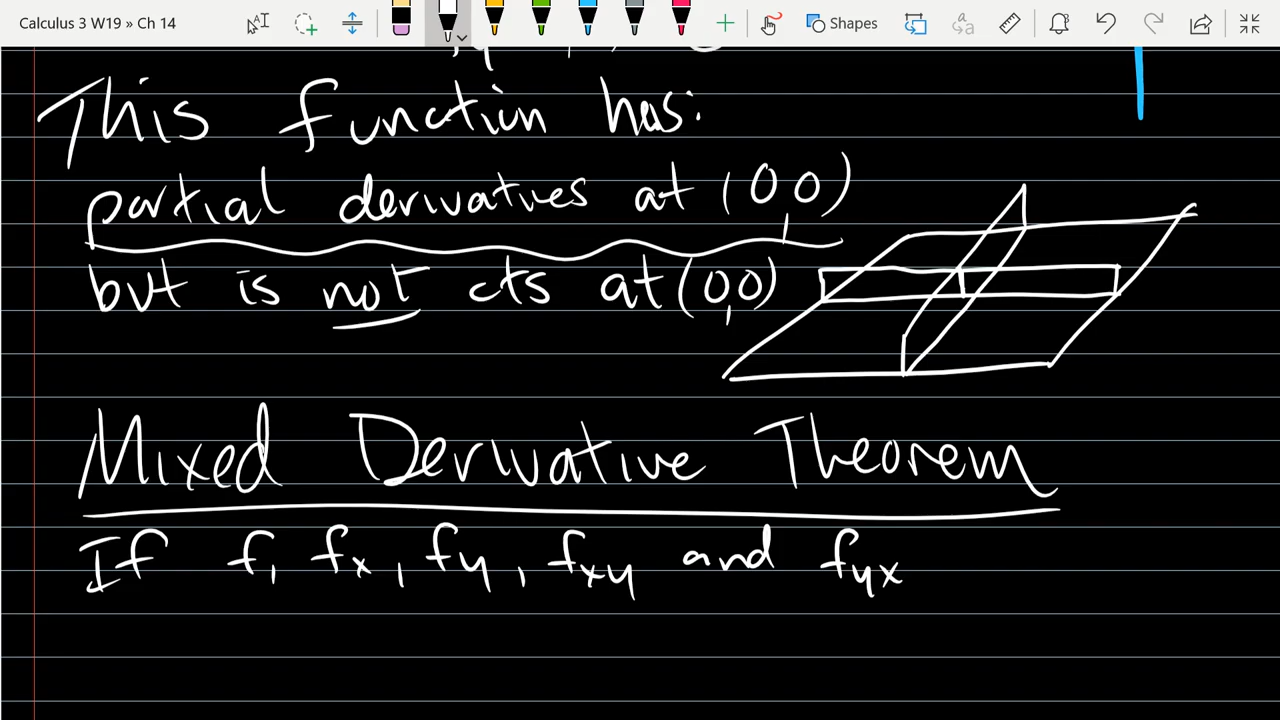 Calculus 3 W19 » Ch 14
Shapes
This function has:
partial derivatives at (0,0)
but is not cts at (0,0)
Mixed Derivative Theorem
If f, fx, fy, fxy and fyx